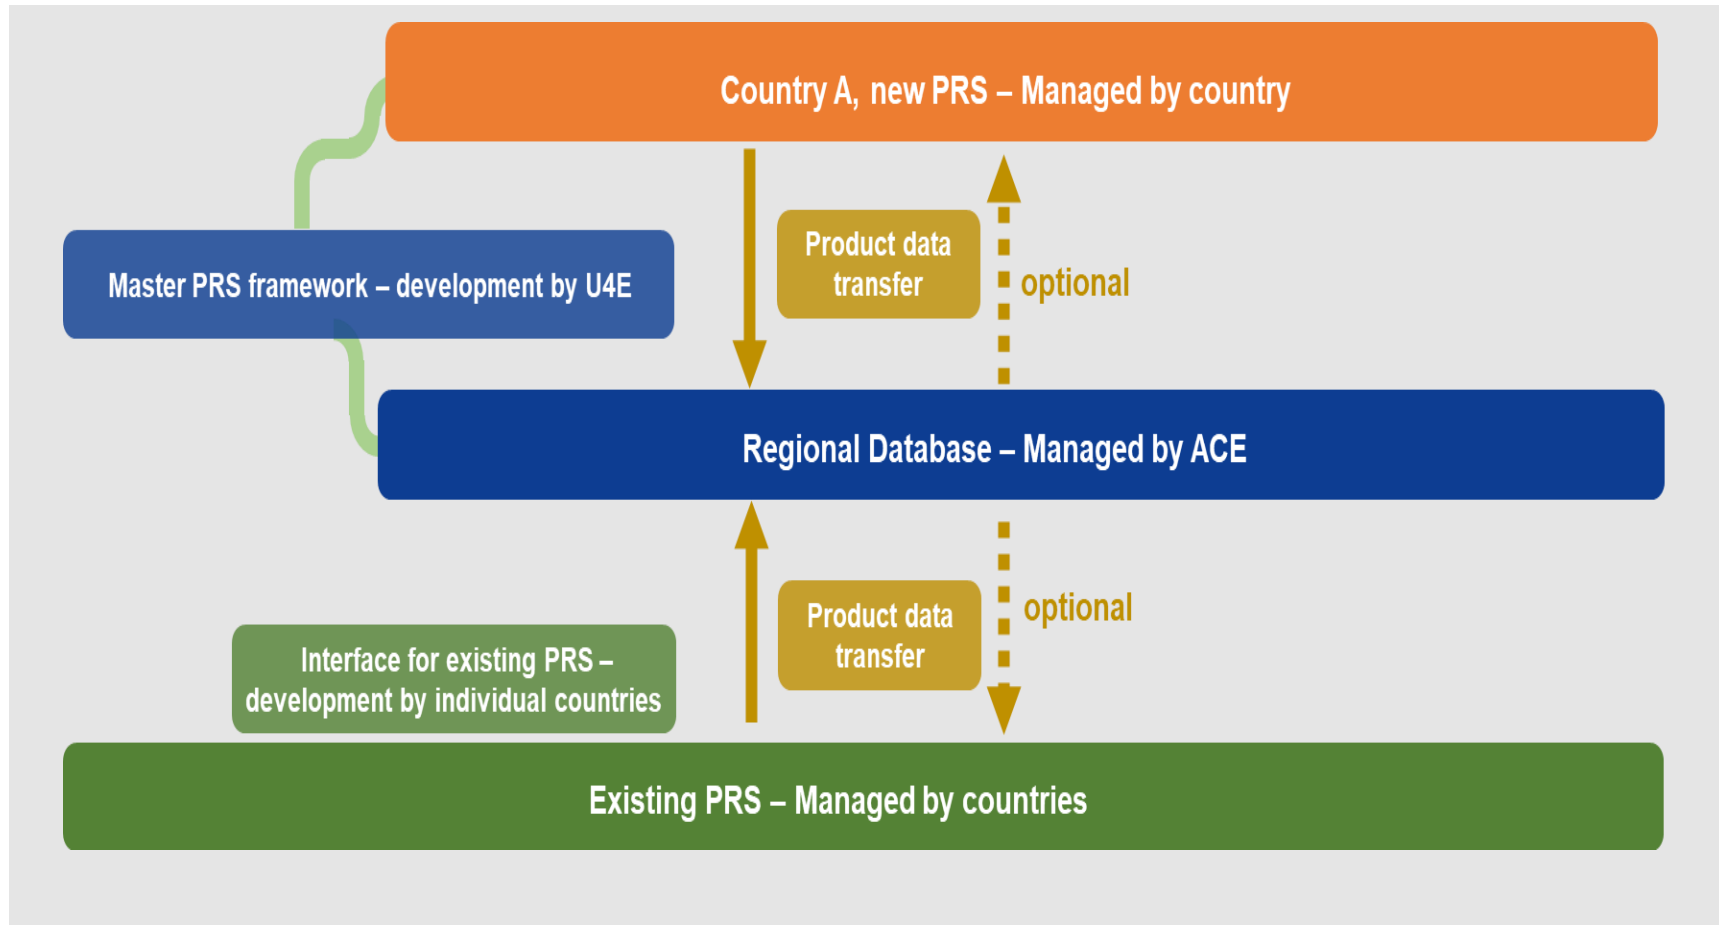 Country A, new PRS – Managed by country
Product data
transfer
optional
Master PRS framework – development by U4E
Regional Database – Managed by ACE
Product data
transfer
optional
Interface for existing PRS –
development by individual countries
Existing PRS – Managed by countries